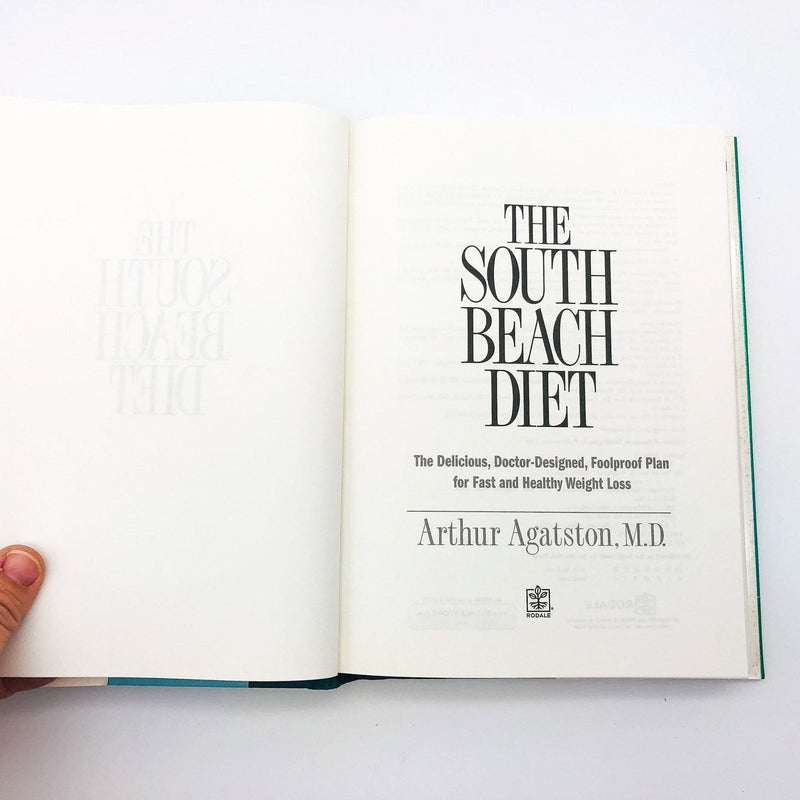 THE
SOUTH
BEACH
DIET
The Delicious, Doctor-Designed, Foolproof Plan
for Fast and Healthy Weight Loss
Arthur Agatston, M.D.
RODALE